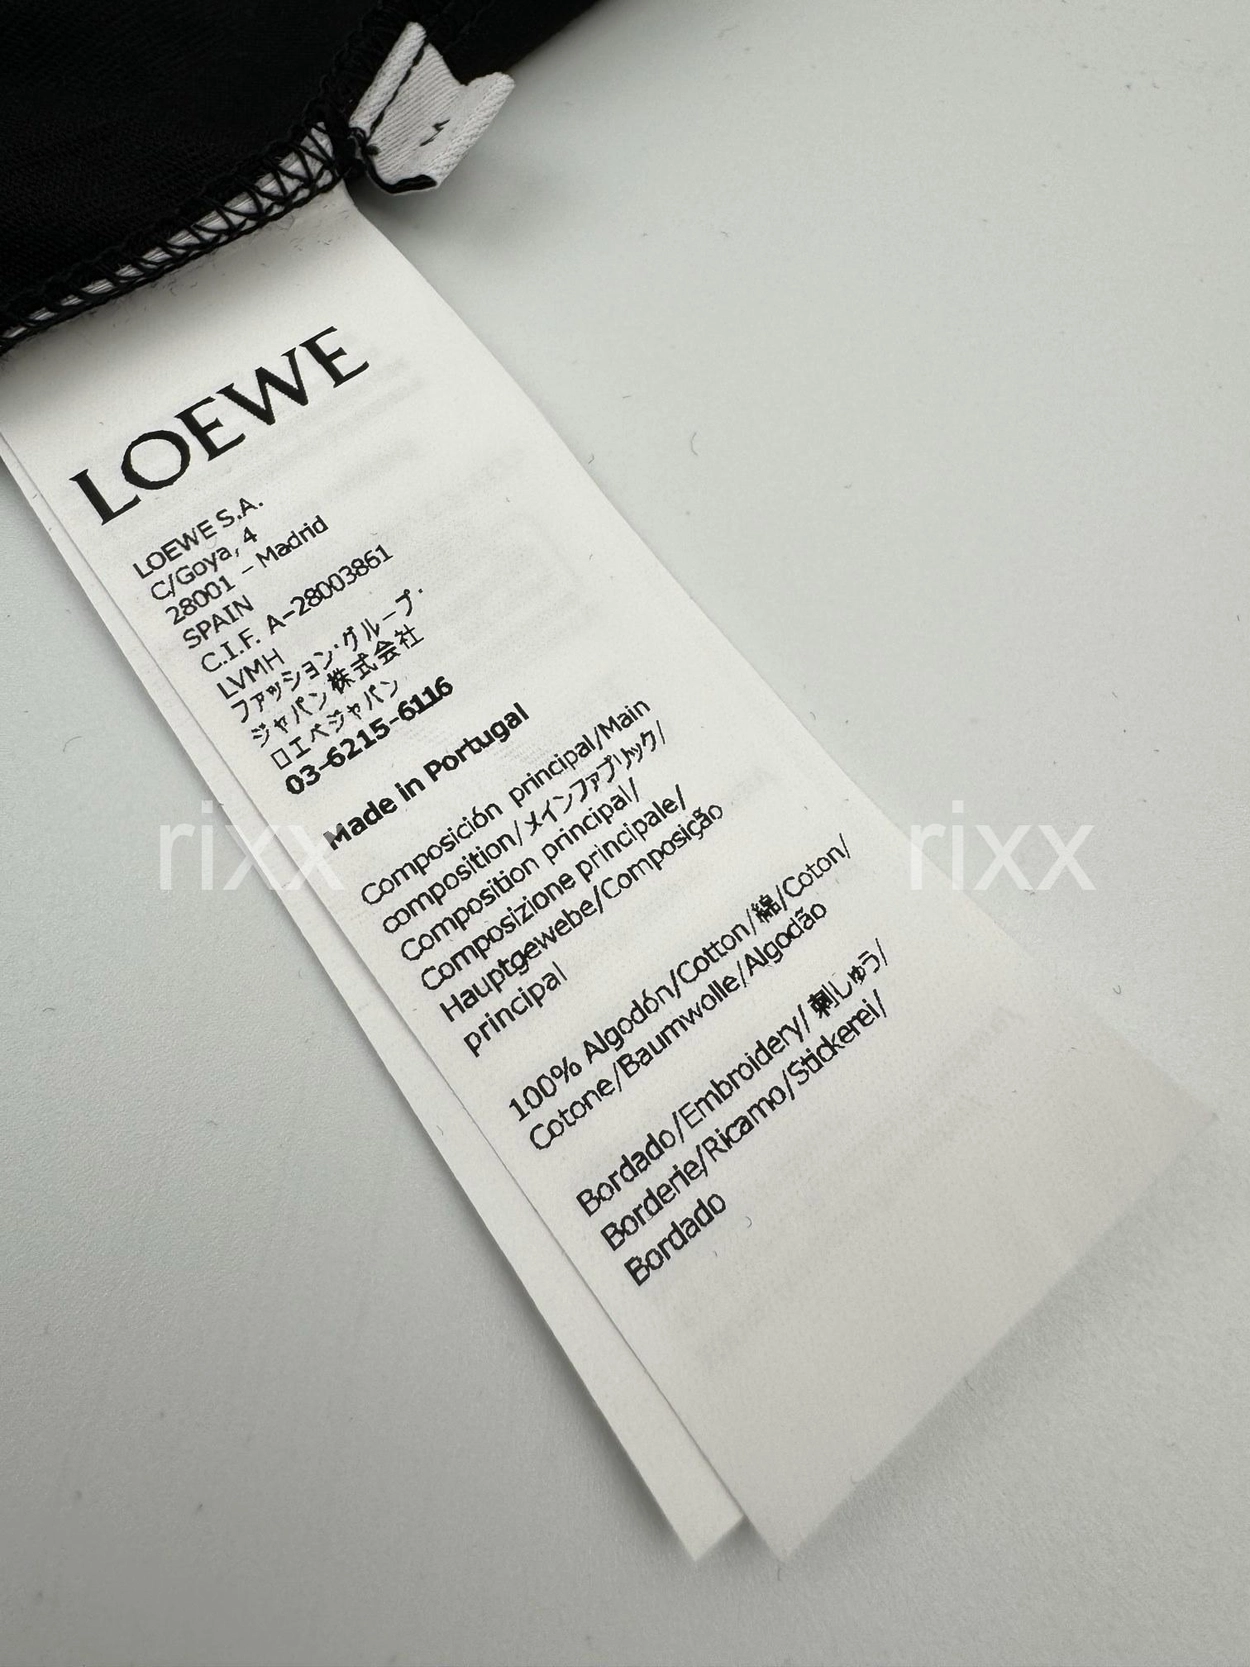 LOEWE
LOEWE S.A.
C/Goya, 4
28001 - Madrid
SPAIN
C.I.F. A-28003861
LVMH
ファッション･グループ･
ジャパン株式会社
ロエベジャパン
03-6215-6116
Made in Portugal
Composición principal/Main
composition/メインファブリック/
Composition principal/
Composizione principale/
Hauptgewebe/Composição
principal
100% Algodón/Cotton/綿/Coton/
Cotone/Baumwolle/Algodão
Bordado/Embroidery/刺しゅう/
Borderie/Ricamo/Stickerei/
Bordado
rixx rixx